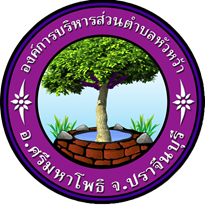 องค์การบริหารส่วนตำบลหัวหว้า
อ.ศรีมหาโพธิ จ.ปราจีนบุรี